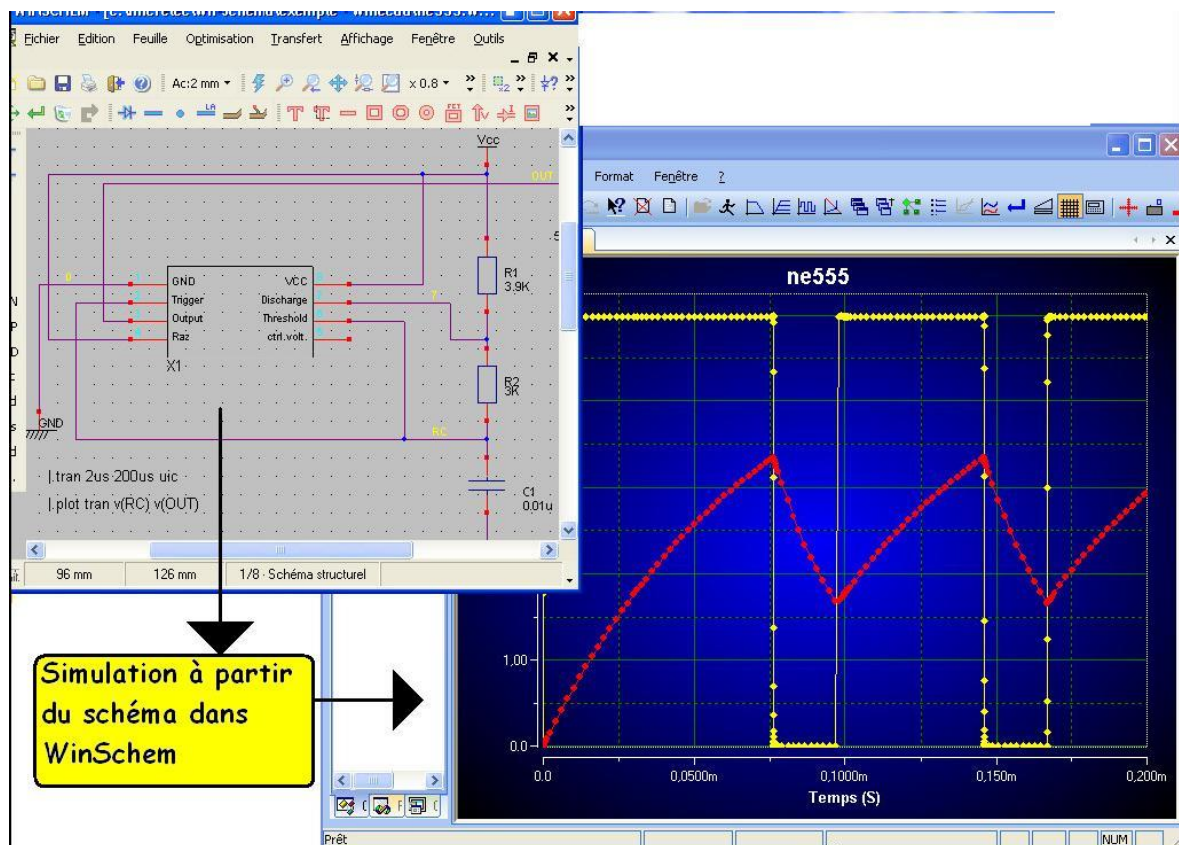 Fichier Edition Feuille Optimisation Transfert Affichage Fenêtre Outils
Ac:2 mm
x 0.8
Vcc
OUT
0
GND
Trigger
Output
Raz
VCC
Discharge
Threshold
ctrl.volt.
X1
7
R1
3.9K
R2
3K
RC
GND
C1
0.01u
|.tran 2us 200us uic
|.plot tran v(RC) v(OUT)
96 mm 126 mm 1/8 - Schéma structurel
Simulation à partir
du schéma dans
WinSchem
Format Fenêtre ?
ne555
1,00
0.0
0.0 0,0500m 0,1000m 0,150m 0,200m
Temps (S)
Prêt
NUM